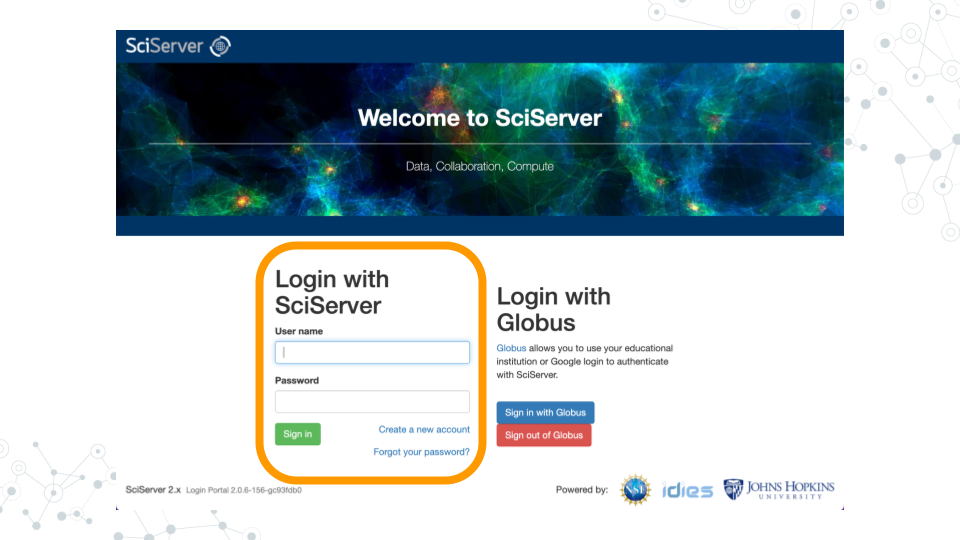 SciServer
Welcome to SciServer
Data, Collaboration, Compute
Login with
SciServer
User name
Password
Sign in
Create a new account
Forgot your password?
Login with
Globus
Globus allows you to use your educational
institution or Google login to authenticate
with SciServer.
Sign in with Globus
Sign out of Globus
SciServer 2.x Login Portal 2.0.6-156-gc93fdb0
Powered by:
NSF
idies
JOHNS HOPKINS
UNIVERSITY